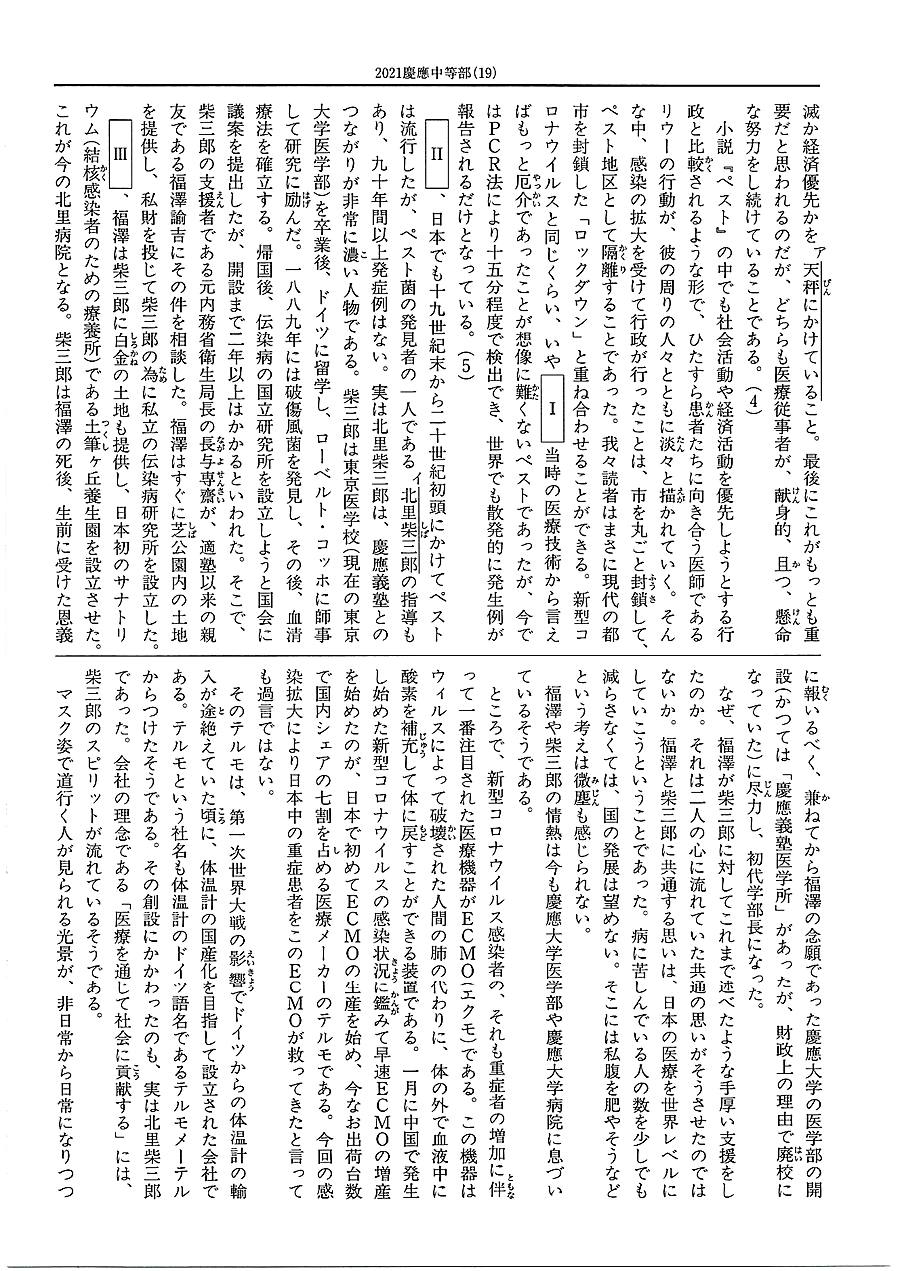 2021慶應中等部(19)
滅か経済優先かを ア天秤にかけていること。最後にこれがもっとも重
要だと思われるのだが、どちらも医療従事者が、献身的、且つ、懸命
な努力をし続けていることである。(4)
小説『ペスト』の中でも社会活動や経済活動を優先しようとする行
政と比較されるような形で、ひたすら患者たちに向き合う医師である
リウーの行動が、彼の周りの人々とともに淡々と描かれていく。そん
な中、感染の拡大を受けて行政が行ったことは、市を丸ごと封鎖して、
ペスト地区として隔離することであった。我々読者はまさに現代の都
市を封鎖した「ロックダウン」と重ね合わせることができる。新型コ
ロナウイルスと同じくらい、いや Ⅰ 当時の医療技術から言え
ばもっと厄介であったことが想像に難くないペストであったが、今で
はPCR法により十五分程度で検出でき、世界でも散発的に発生例が
報告されるだけとなっている。(5)
Ⅱ 、日本でも十九世紀末から二十世紀初頭にかけてペスト
は流行したが、ペスト菌の発見者の一人である イ北里柴三郎の指導も
あり、九十年間以上発症例はない。実は北里柴三郎は、慶應義塾との
つながりが非常に濃い人物である。柴三郎は東京医学校(現在の東京
大学医学部)を卒業後、ドイツに留学し、ローベルト・コッホに師事
して研究に励んだ。一八八九年には破傷風菌を発見し、その後、血清
療法を確立する。帰国後、伝染病の国立研究所を設立しようと国会に
議案を提出したが、開設まで二年以上はかかるといわれた。そこで、
柴三郎の支援者である元内務省衛生局長の長与専齋が、適塾以来の親
友である福澤諭吉にその件を相談した。福澤はすぐに芝公園内の土地
を提供し、私財を投じて柴三郎の為に私立の伝染病研究所を設立した。
Ⅲ 、福澤は柴三郎に白金の土地も提供し、日本初のサナトリ
ウム(結核感染者のための療養所)である土筆ヶ丘養生園を設立させた。
これが今の北里病院となる。柴三郎は福澤の死後、生前に受けた恩義
に報いるべく、兼ねてから福澤の念願であった慶應大学の医学部の開
設(かつては「慶應義塾医学所」があったが、財政上の理由で廃校に
なっていた)に尽力し、初代学部長になった。
なぜ、福澤が柴三郎に対してこれまで述べたような手厚い支援をし
たのか。それは二人の心に流れていた共通の思いがそうさせたのでは
ないか。福澤と柴三郎に共通する思いは、日本の医療を世界レベルに
していこうということであった。病に苦しんでいる人の数を少しでも
減らさなくては、国の発展は望めない。そこには私腹を肥やそうなど
という考えは微塵も感じられない。
福澤や柴三郎の情熱は今も慶應大学医学部や慶應大学病院に息づい
ているそうである。
ところで、新型コロナウイルス感染者の、それも重症者の増加に伴
って一番注目された医療機器がECMO(エクモ)である。この機器は
ウィルスによって破壊された人間の肺の代わりに、体の外で血液中に
酸素を補充して体に戻すことができる装置である。一月に中国で発生
し始めた新型コロナウイルスの感染状況に鑑みて早速ECMOの増産
を始めたのが、日本で初めてECMOの生産を始め、今なお出荷台数
で国内シェアの七割を占める医療メーカーのテルモである。今回の感
染拡大により日本中の重症患者をこのECMOが救ってきたと言って
も過言ではない。
そのテルモは、第一次世界大戦の影響でドイツからの体温計の輸
入が途絶えていた頃に、体温計の国産化を目指して設立された会社で
ある。テルモという社名も体温計のドイツ語名であるテルモメーテル
からつけたそうである。その創設にかかわったのも、実は北里柴三郎
であった。会社の理念である「医療を通じて社会に貢献する」には、
柴三郎のスピリットが流れているそうである。
マスク姿で道行く人が見られる光景が、非日常から日常になりつつ